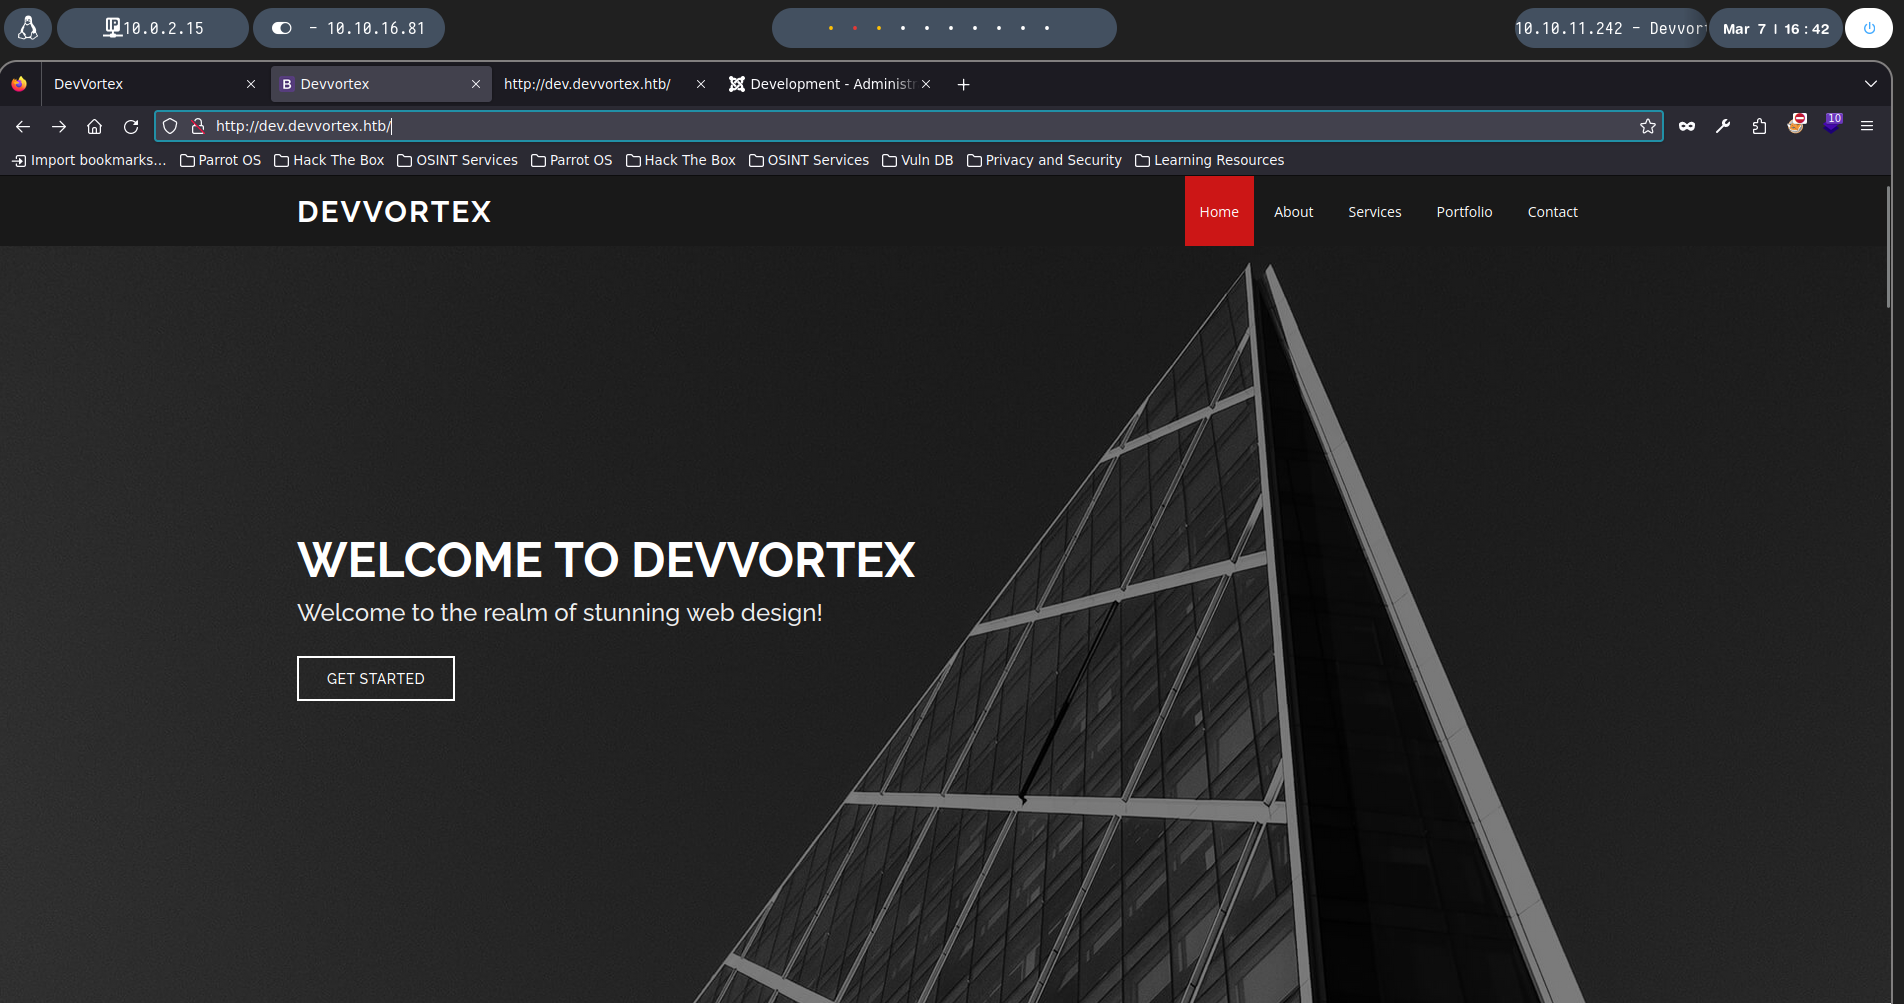 10.0.2.15
- 10.10.16.81
10.10.11.242 - Devvor
Mar 7 | 16:42
DevVortex
Devvortex
http://dev.devvortex.htb/
Development - Administr
http://dev.devvortex.htb/
10
Import bookmarks...
Parrot OS
Hack The Box
OSINT Services
Parrot OS
Hack The Box
OSINT Services
Vuln DB
Privacy and Security
Learning Resources
DEVVORTEX
Home
About
Services
Portfolio
Contact
WELCOME TO DEVVORTEX
Welcome to the realm of stunning web design!
GET STARTED